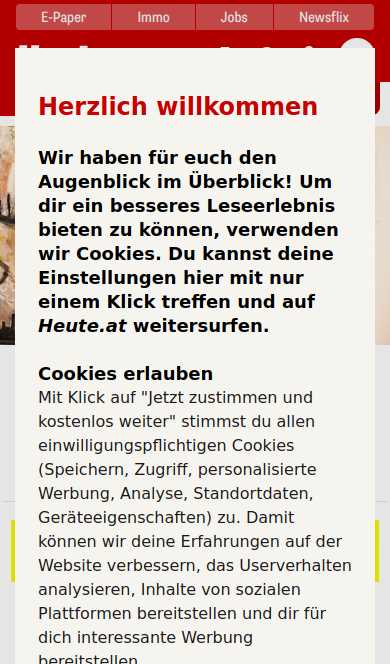 E-Paper Immo Jobs Newsflix
Herzlich willkommen
Wir haben für euch den
Augenblick im Überblick! Um
dir ein besseres Leseerlebnis
bieten zu können, verwenden
wir Cookies. Du kannst deine
Einstellungen hier mit nur
einem Klick treffen und auf
Heute.at weitersurfen.
Cookies erlauben
Mit Klick auf "Jetzt zustimmen und
kostenlos weiter" stimmst du allen
einwilligungspflichtigen Cookies
(Speichern, Zugriff, personalisierte
Werbung, Analyse, Standortdaten,
Geräteeigenschaften) zu. Damit
können wir deine Erfahrungen auf der
Website verbessern, das Userverhalten
analysieren, Inhalte von sozialen
Plattformen bereitstellen und dir für
dich interessante Werbung
bereitstellen.